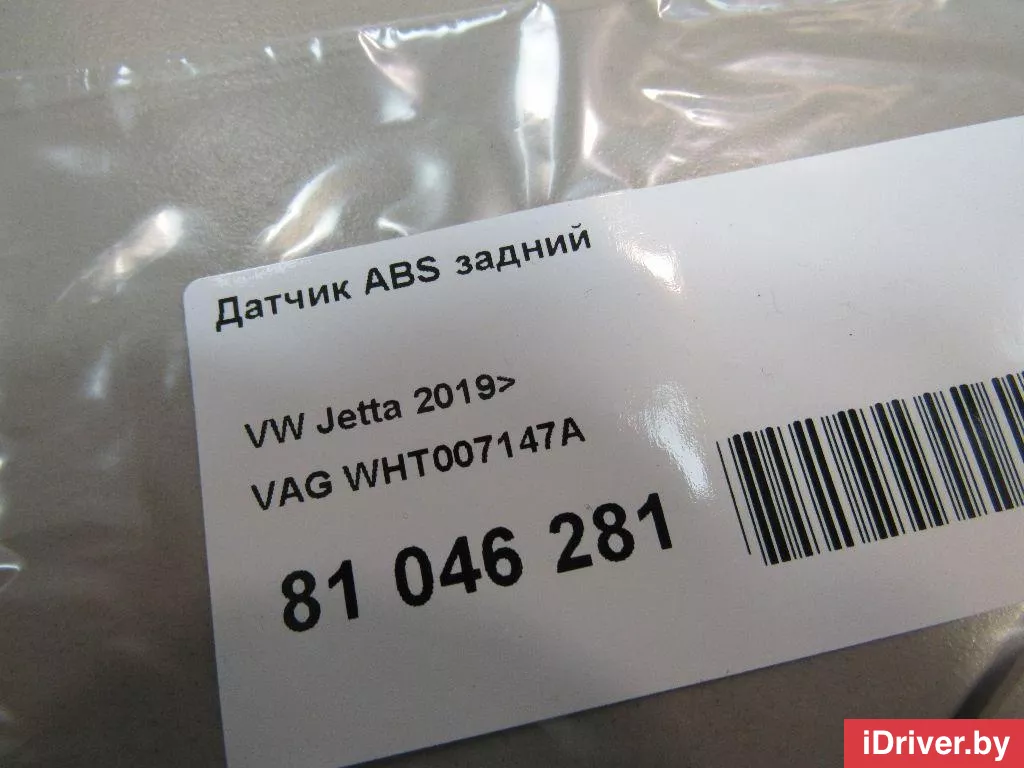 Датчик ABS задний
VW Jetta 2019>
VAG WHT007147A
81 046 281
iDriver.by